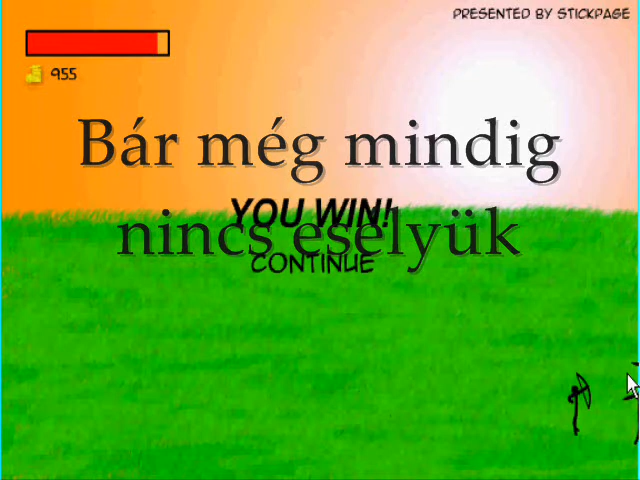 PRESENTED BY STICKPAGE
955
Bár még mindig
YOU WIN!
nincs esélyük
CONTINUE